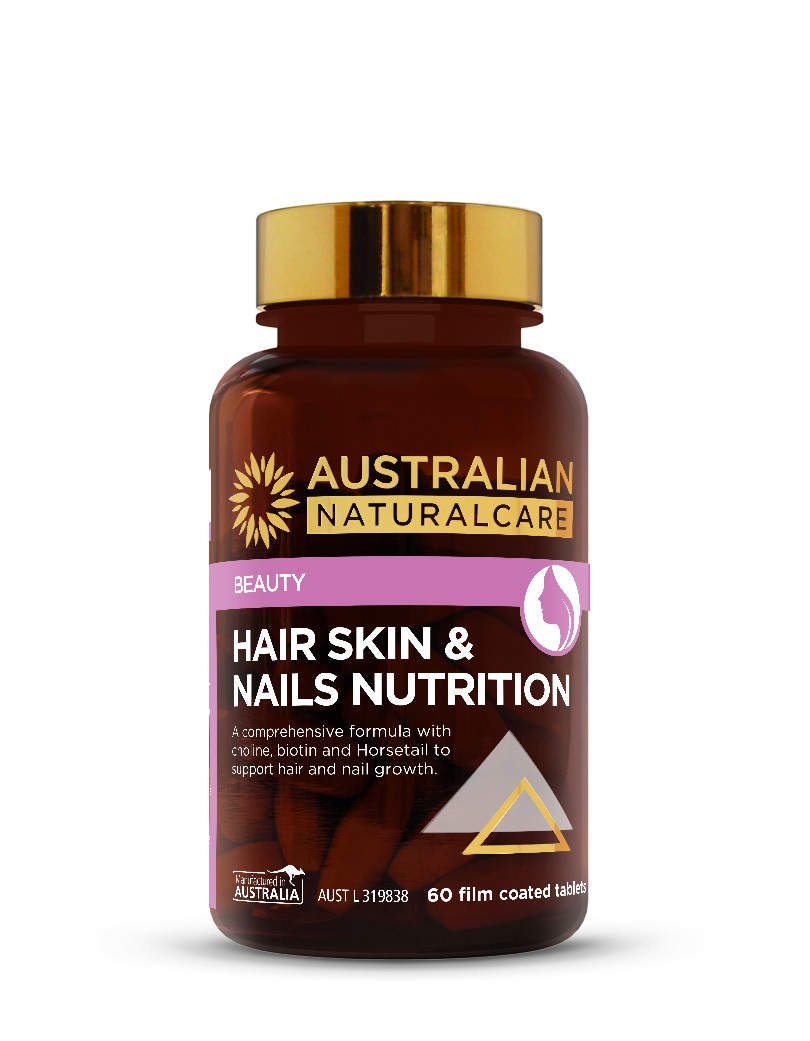 AUSTRALIAN
NATURALCARE
BEAUTY
HAIR SKIN &
NAILS NUTRITION
A comprehensive formula with
choline, biotin and Horsetail to
support hair and nail growth.
Manufactured in
AUSTRALIA
AUST L 319838
60 film coated tablets